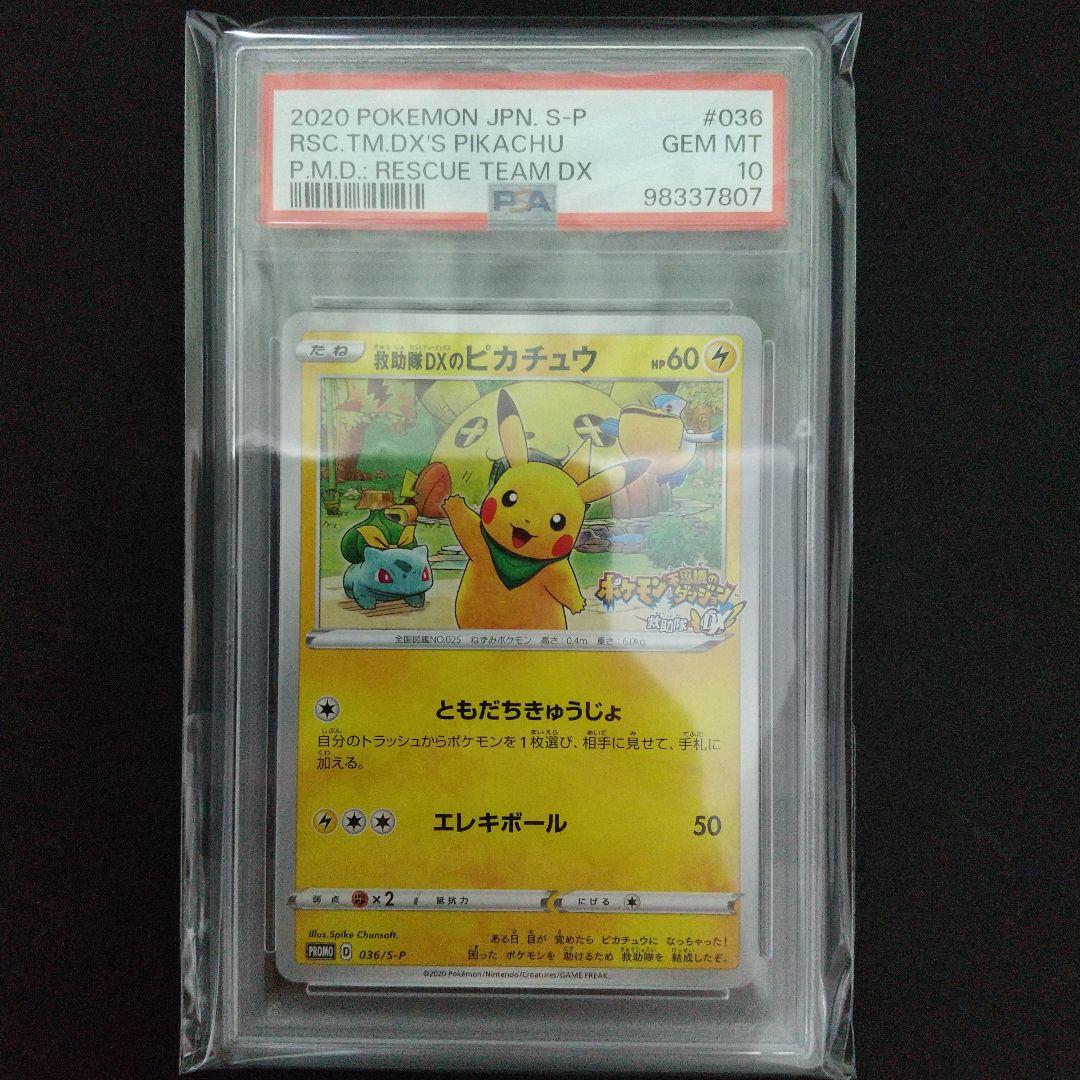 2020 POKEMON JPN. S-P #036
RSC.TM.DX'S PIKACHU GEM MT
P.M.D.: RESCUE TEAM DX 10
PSA 98337807
たね 救助隊DXのピカチュウ HP60
ポケモン不思議のダンジョン
救助隊DX
全国図鑑NO.025 ねずみポケモン 高さ:0.4m 重さ:6.0kg
ともだちきゅうじょ
自分のトラッシュからポケモンを1枚選び、相手に見せて、手札に
加える。
エレキボール 50
弱点 ×2 抵抗力 にげる
Illus.Spike Chunsoft.
ある日 目が 覚めたら ピカチュウに なっちゃった!
PROMO D 036/S-P 困った ポケモンを 助けるため 救助隊を 結成したぞ。
©2020 Pokémon/Nintendo/Creatures/GAME FREAK.